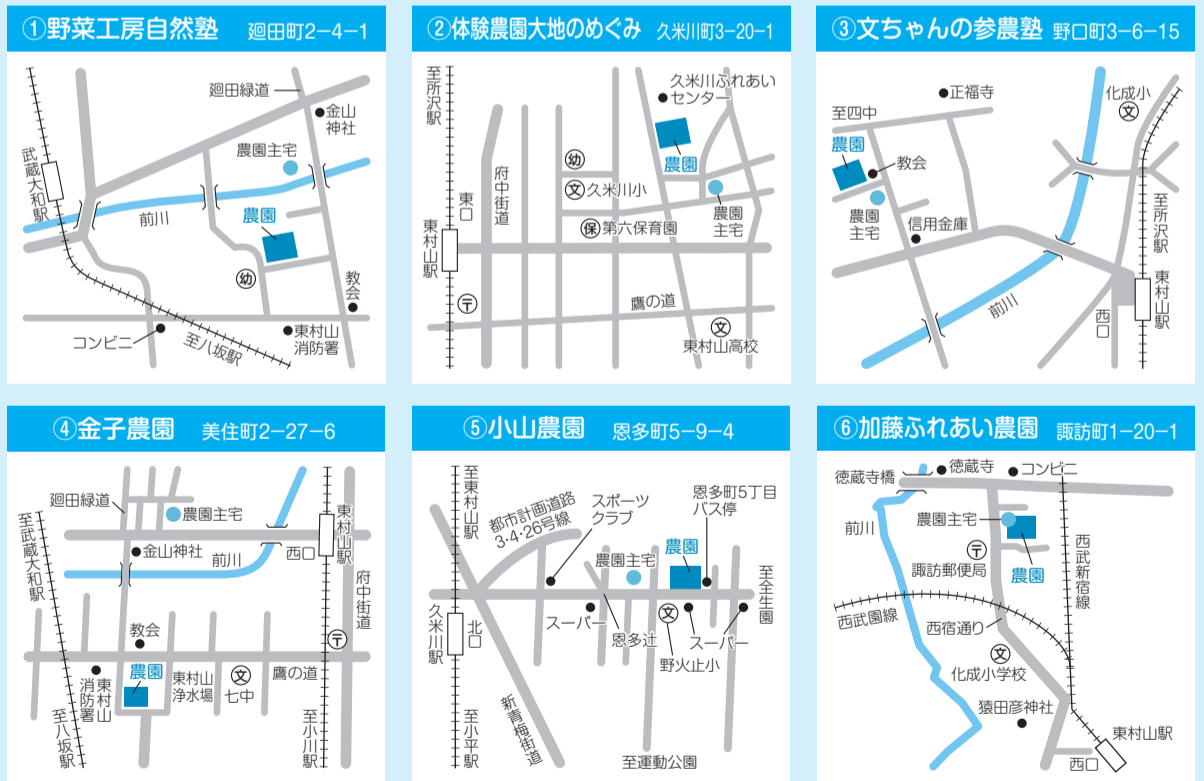 ①野菜工房自然塾 廻田町2-4-1
廻田緑道
金山
神社
農園主宅
武蔵大和駅
前川
農園
幼
教会
コンビニ
至八坂駅
東村山
消防署
②体験農園大地のめぐみ 久米川町3-20-1
至所沢駅
久米川ふれあい
センター
農園
幼
府中街道
文久米川小
東口
農園
主宅
保第六保育園
東村山駅
〒
鷹の道
文
東村山高校
③文ちゃんの参農塾 野口町3-6-15
正福寺
化成小
文
至四中
農園
教会
農園
主宅
至所沢駅
信用金庫
前川
東村山駅
西口
④金子農園 美住町2-27-6
廻田緑道
農園主宅
至武蔵大和駅
東村山駅
金山神社
前川
西口
府中街道
教会
〒
農園
東村山
消防署
東村山
浄水場
文
七中
鷹の道
至八坂駅
至小川駅
⑤小山農園 恩多町5-9-4
至東村山駅
都市計画道路
3・4・26号線
スポーツ
クラブ
恩多町5丁目
バス停
農園
農園主宅
至全生園
久米川駅
北口
スーパー
恩多辻
文
野火止小
スーパー
新青梅街道
至小平駅
至運動公園
⑥加藤ふれあい農園 諏訪町1-20-1
徳蔵寺橋
徳蔵寺
コンビニ
前川
農園主宅
〒
諏訪郵便局
農園
西武新宿線
西武園線
西宿通り
文
化成小学校
猿田彦神社
東村山駅
西口